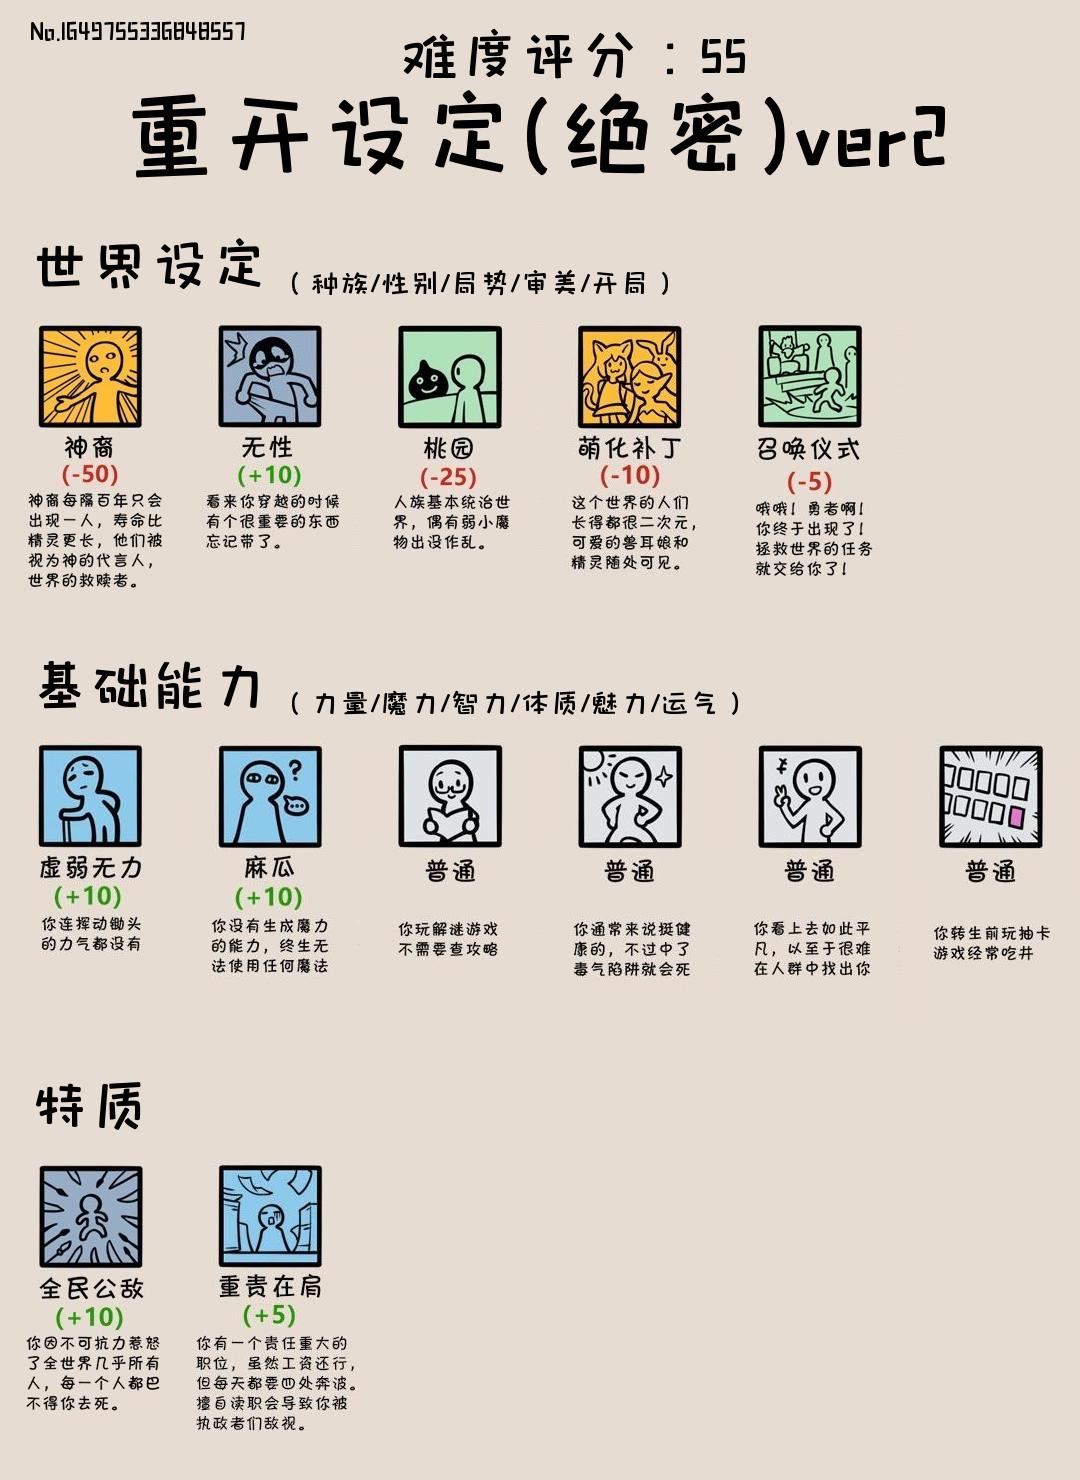 No.1649755336848557
难度评分：55
重开设定(绝密)ver2
世界设定 (种族/性别/局势/审美/开局)
神裔 无性 桃园 萌化补丁 召唤仪式
(-50) (+10) (-25) (-10) (-5)
神裔每隔百年只会
出现一人，寿命比
精灵更长，他们被
视为神的代言人，
世界的救赎者。
看来你穿越的时候
有个很重要的东西
忘记带了。
人族基本统治世
界，偶有弱小魔
物出没作乱。
这个世界的人们
长得都很二次元，
可爱的兽耳娘和
精灵随处可见。
哦哦！勇者啊！
你终于出现了！
拯救世界的任务
就交给你了！
基础能力 (力量/魔力/智力/体质/魅力/运气)
虚弱无力 麻瓜 普通 普通 普通 普通
(+10) (+10)
你连挥动锄头
的力气都没有
你没有生成魔力
的能力，终生无
法使用任何魔法
你玩解谜游戏
不需要查攻略
你通常来说挺健
康的，不过中了
毒气陷阱就会死
你看上去如此平
凡，以至于很难
在人群中找出你
你转生前玩抽卡
游戏经常吃井
特质
全民公敌 重责在肩
(+10) (+5)
你因不可抗力惹怒
了全世界几乎所有
人，每一个人都巴
不得你去死。
你有一个责任重大的
职位，虽然工资还行，
但每天都要四处奔波。
擅自渎职会导致你被
执政者们敌视。